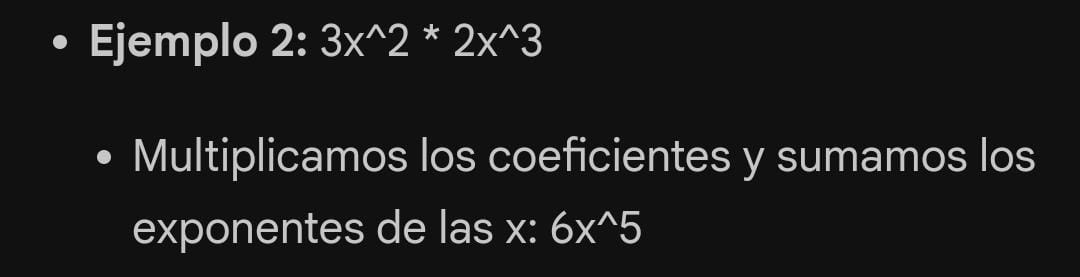 • Ejemplo 2: 3x^2 * 2x^3
• Multiplicamos los coeficientes y sumamos los
exponentes de las x: 6x^5